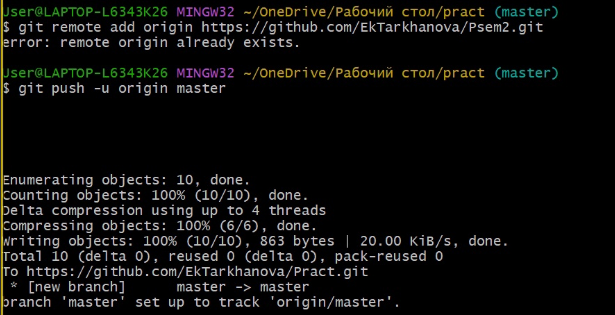 User@LAPTOP-L6343K26 MINGW32 ~/OneDrive/Рабочий стол/pract (master)
$ git remote add origin https://github.com/EkTarkhanova/Psem2.git
error: remote origin already exists.
User@LAPTOP-L6343K26 MINGW32 ~/OneDrive/Рабочий стол/pract (master)
$ git push -u origin master
Enumerating objects: 10, done.
Counting objects: 100% (10/10), done.
Delta compression using up to 4 threads
Compressing objects: 100% (6/6), done.
Writing objects: 100% (10/10), 863 bytes | 20.00 KiB/s, done.
Total 10 (delta 0), reused 0 (delta 0), pack-reused 0
To https://github.com/EkTarkhanova/Pract.git
 * [new branch]      master -> master
branch 'master' set up to track 'origin/master'.